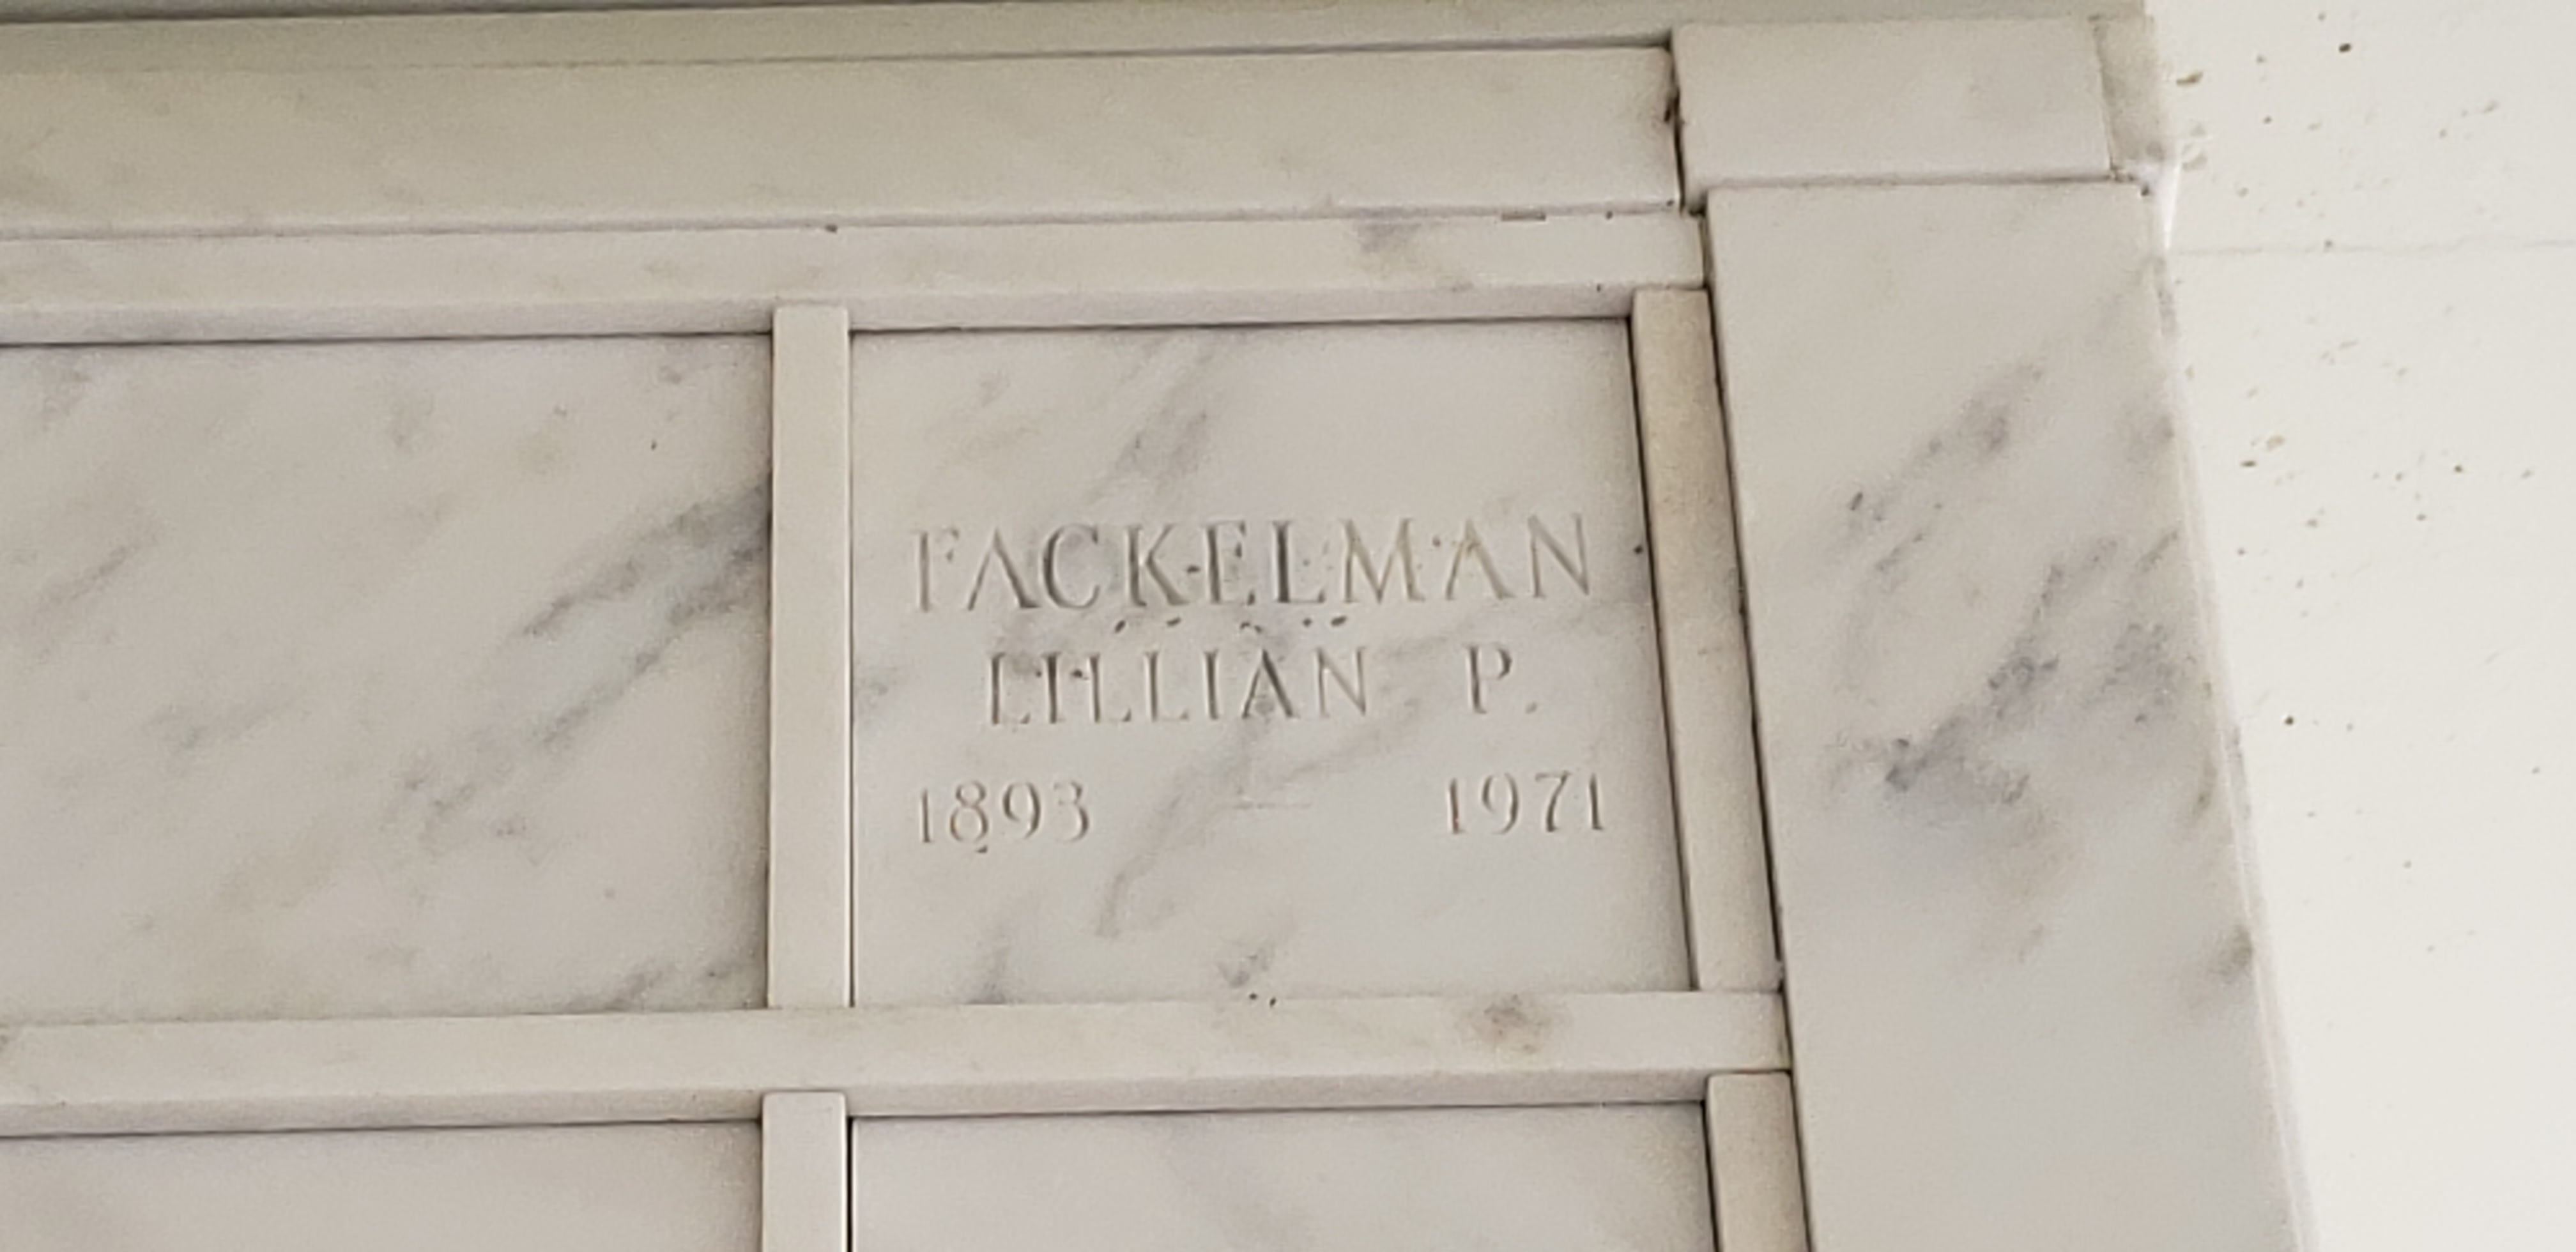 FACKELMAN
LILLIAN P.
1893 — 1971